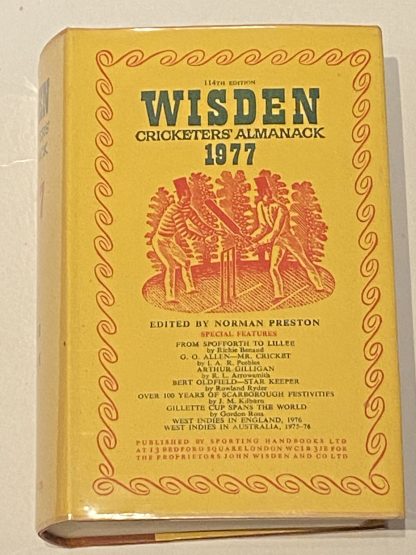 114TH EDITION
WISDEN
CRICKETERS' ALMANACK
1977
EDITED BY NORMAN PRESTON
SPECIAL FEATURES
FROM SPOFFORTH TO LILLEE
by Richie Benaud
G. O. ALLEN—MR. CRICKET
by I. A. R. Peebles
ARTHUR GILLIGAN
by R. L. Arrowsmith
BERT OLDFIELD—STAR KEEPER
by Rowland Ryder
OVER 100 YEARS OF SCARBOROUGH FESTIVITIES
by J. M. Kilburn
GILLETTE CUP SPANS THE WORLD
by Gordon Ross
WEST INDIES IN ENGLAND, 1976
WEST INDIES IN AUSTRALIA, 1975-76
PUBLISHED BY SPORTING HANDBOOKS LTD
AT 13 BEDFORD SQUARE LONDON WC1B 3JE FOR
THE PROPRIETORS JOHN WISDEN AND CO LTD